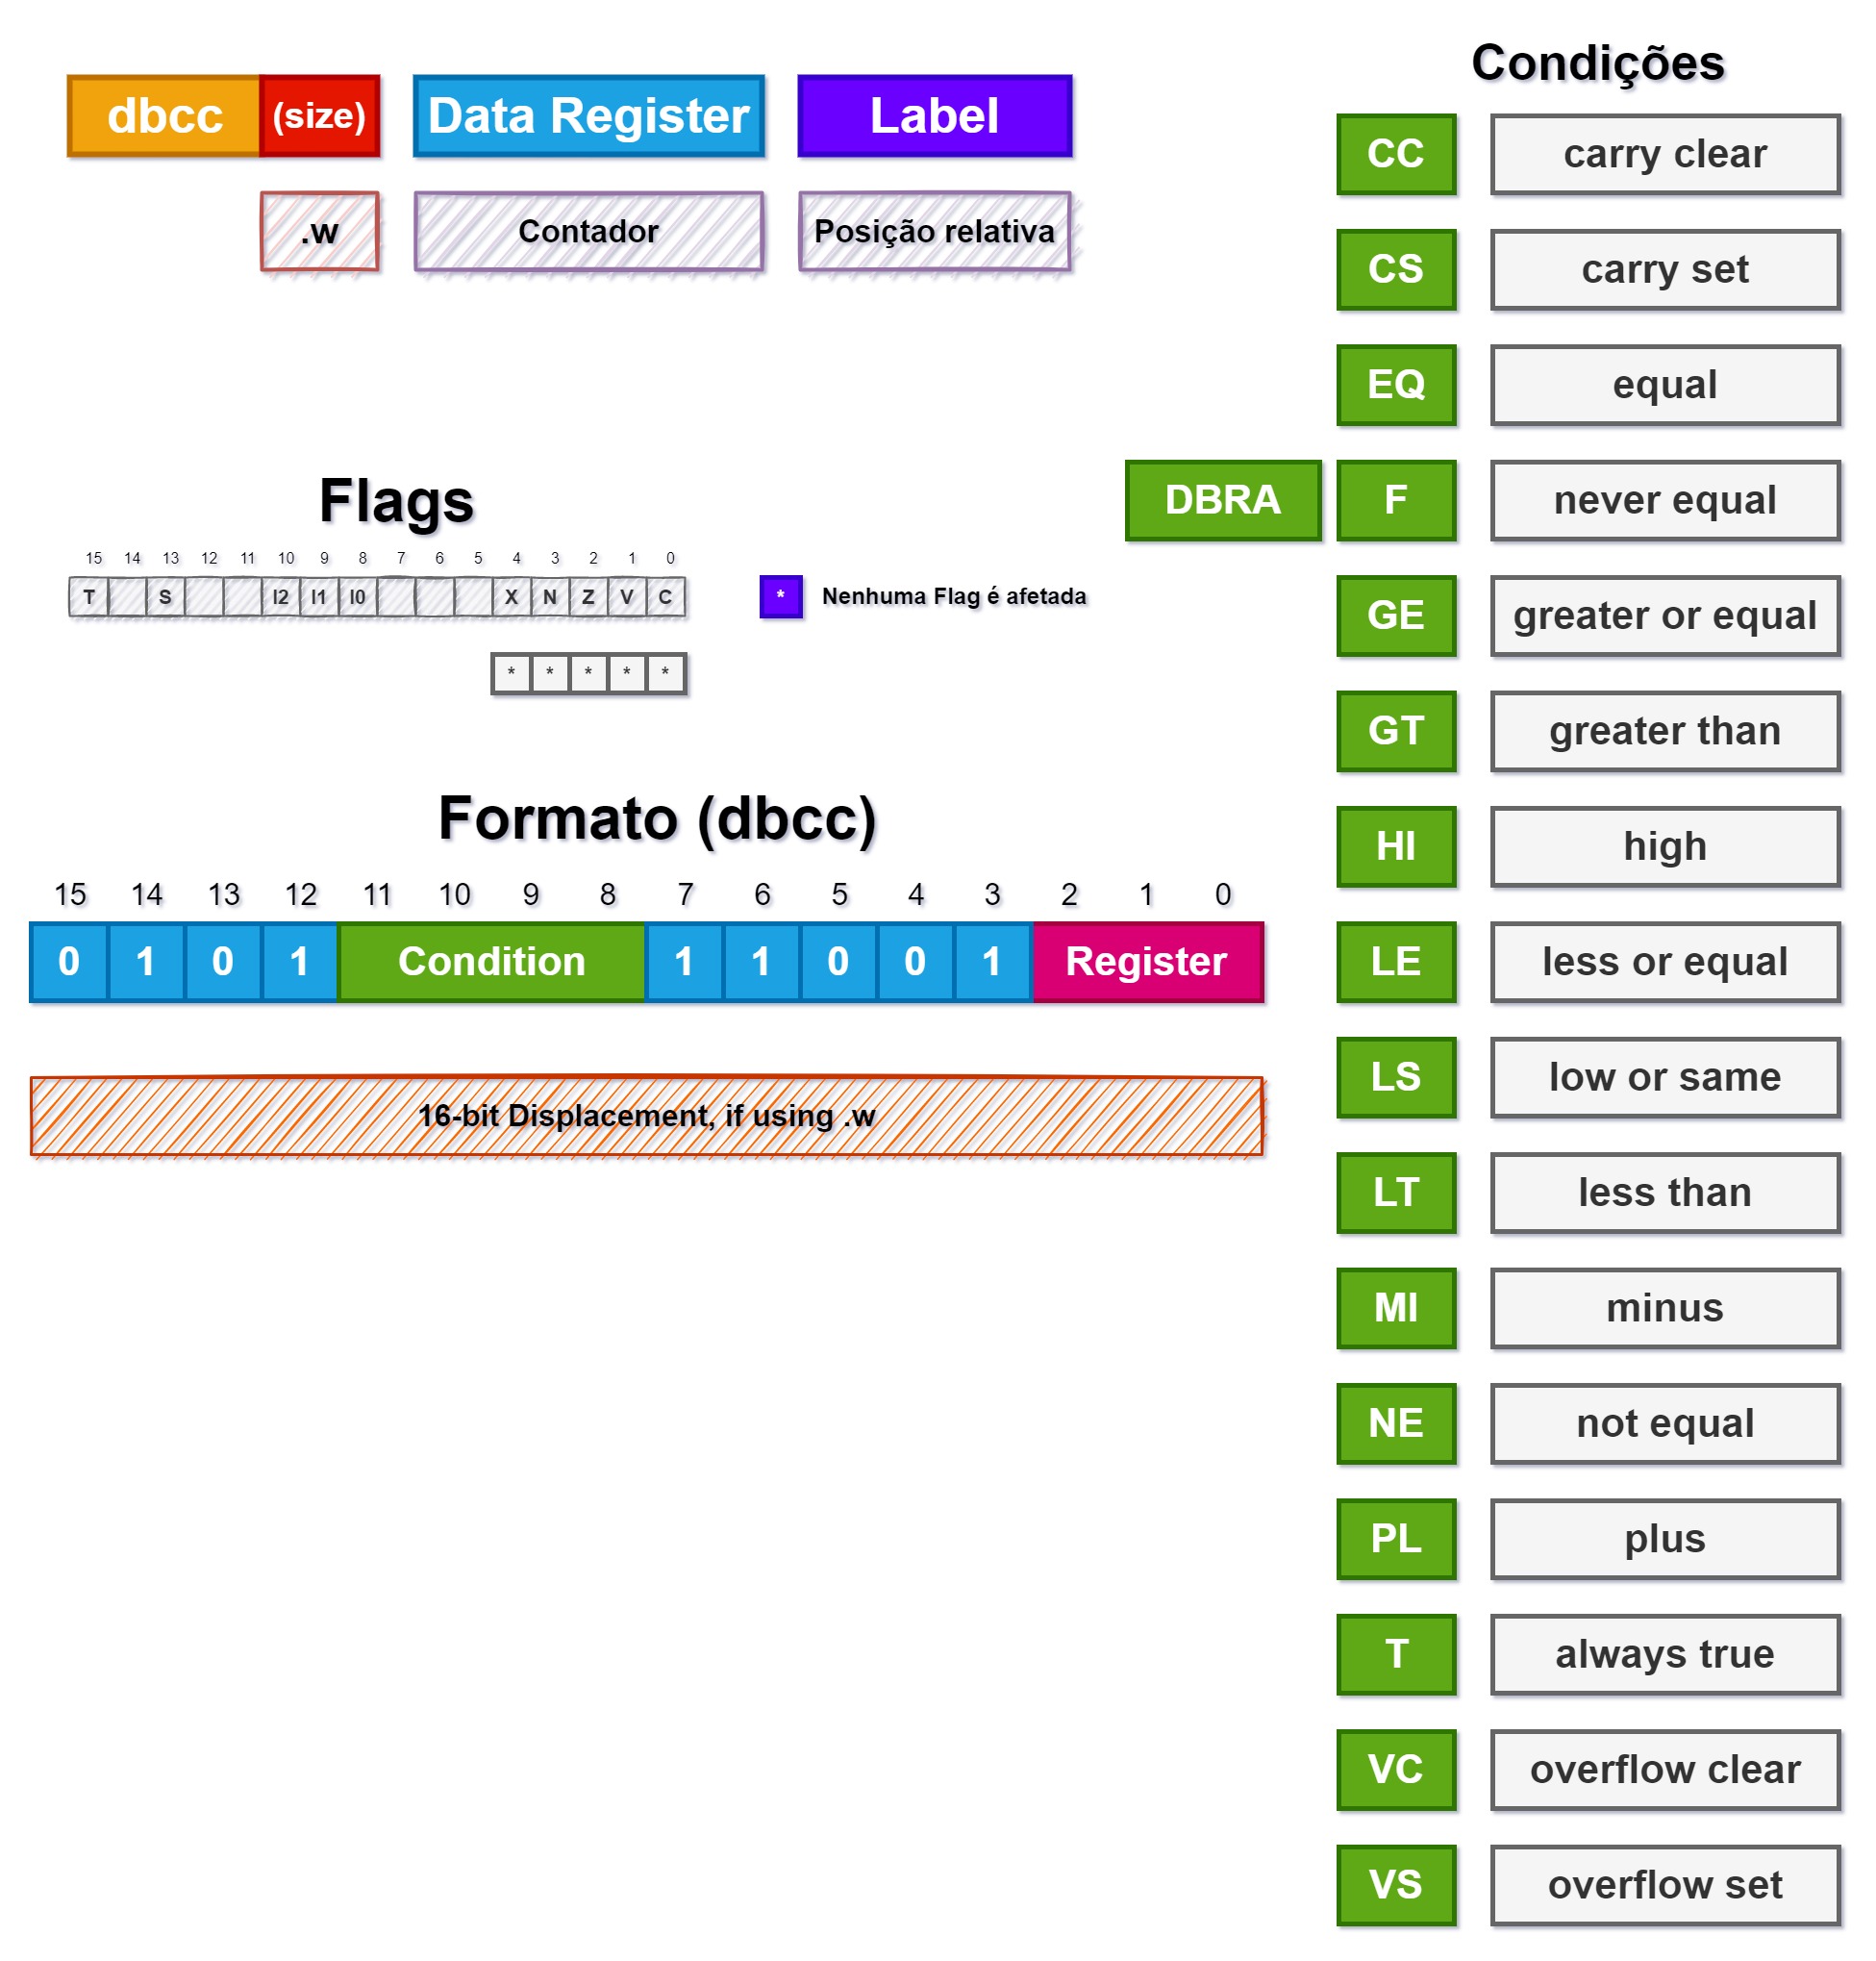 Condições
dbcc (size) Data Register Label
.w Contador Posição relativa
CC carry clear
CS carry set
EQ equal
DBRA F never equal
GE greater or equal
GT greater than
HI high
LE less or equal
LS low or same
LT less than
MI minus
NE not equal
PL plus
T always true
VC overflow clear
VS overflow set
Flags
15 14 13 12 11 10 9 8 7 6 5 4 3 2 1 0
T S I2 I1 I0 X N Z V C
* * * * *
* Nenhuma Flag é afetada
Formato (dbcc)
15 14 13 12 11 10 9 8 7 6 5 4 3 2 1 0
0 1 0 1 Condition 1 1 0 0 1 Register
16-bit Displacement, if using .w